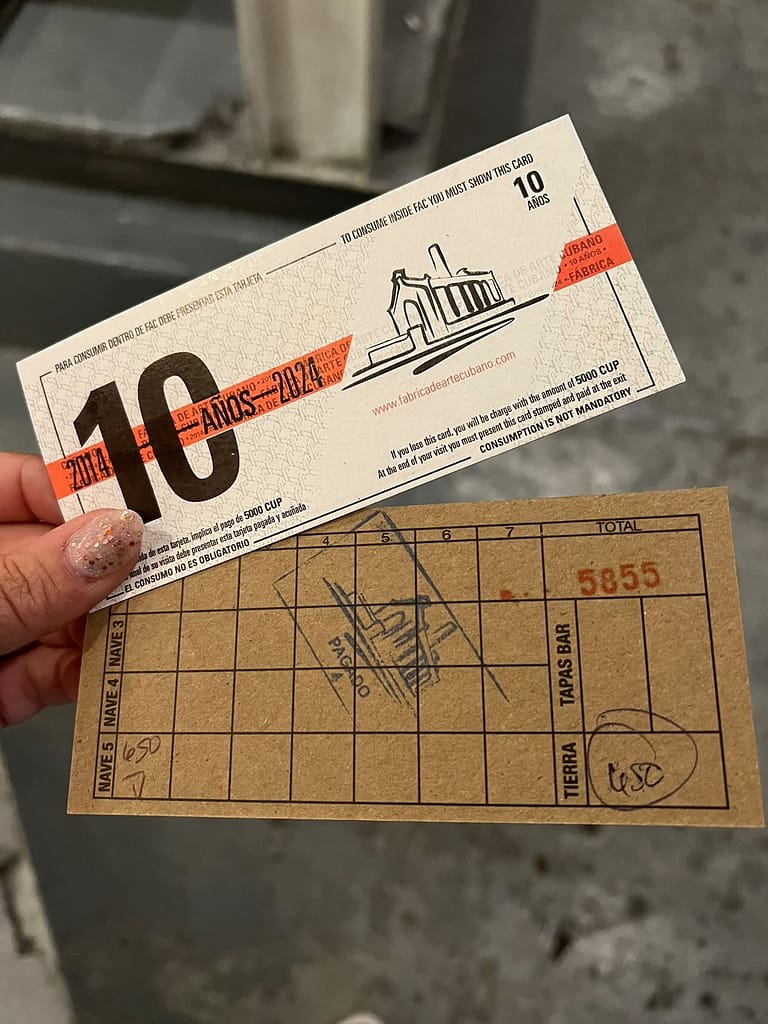 PARA CONSUMIR DENTRO DE FAC DEBE PRESENTAR ESTA TARJETA
TO CONSUME INSIDE FAC YOU MUST SHOW THIS CARD
10
AÑOS
CUBANO
• 10 AÑOS •
FÁBRICA
10
2014
AÑOS
2024
www.fabricadeartecubano.com
If you lose this card, you will be charge with the amount of 5000 CUP
At the end of your visit you must present this card stamped and paid at the exit
CONSUMPTION IS NOT MANDATORY
de esta tarjeta, implica el pago de 5000 CUP
al de su visita debe presentar esta tarjeta pagada y acuñada
EL CONSUMO NO ES OBLIGATORIO
4 5 6 7 TOTAL
5855
NAVE 3
NAVE 4
NAVE 5
650
PAGADO
4
TAPAS BAR
TIERRA
650